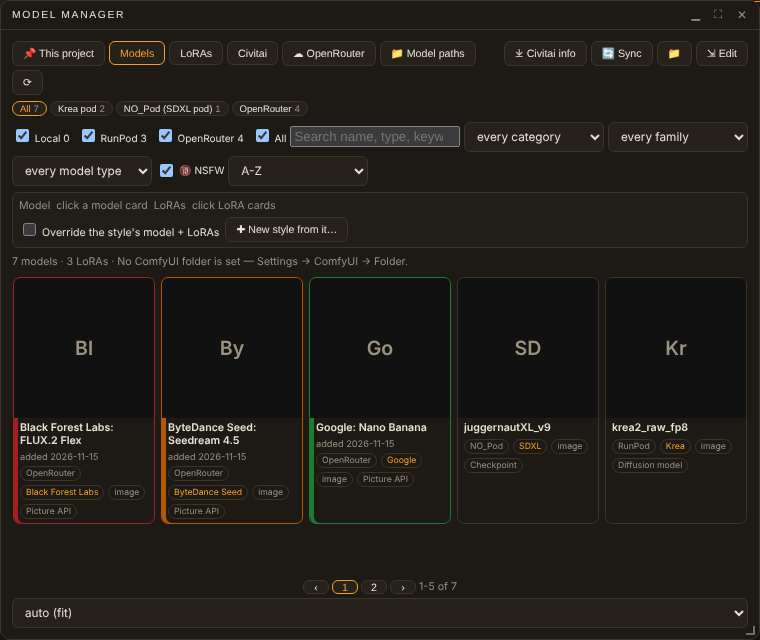 MODEL MANAGER
📌 This project Models LoRAs Civitai ☁ OpenRouter 📁 Model paths ⤓ Civitai info 🔄 Sync 📁 ⇲ Edit
⟳
All 7 Krea pod 2 NO_Pod (SDXL pod) 1 OpenRouter 4
Local 0 RunPod 3 OpenRouter 4 All Search name, type, keyw every category every family
every model type 🔞 NSFW A-Z
Model click a model card LoRAs click LoRA cards
Override the style's model + LoRAs ✚ New style from it…
7 models · 3 LoRAs · No ComfyUI folder is set — Settings → ComfyUI → Folder.
Bl By Go SD Kr
Black Forest Labs: FLUX.2 Flex
added 2026-11-15
OpenRouter
Black Forest Labs image
Picture API
ByteDance Seed: Seedream 4.5
added 2026-11-15
OpenRouter
ByteDance Seed image
Picture API
Google: Nano Banana
added 2026-11-15
OpenRouter Google
image Picture API
juggernautXL_v9
NO_Pod SDXL image
Checkpoint
krea2_raw_fp8
RunPod Krea image
Diffusion model
‹ 1 2 › 1-5 of 7
auto (fit)